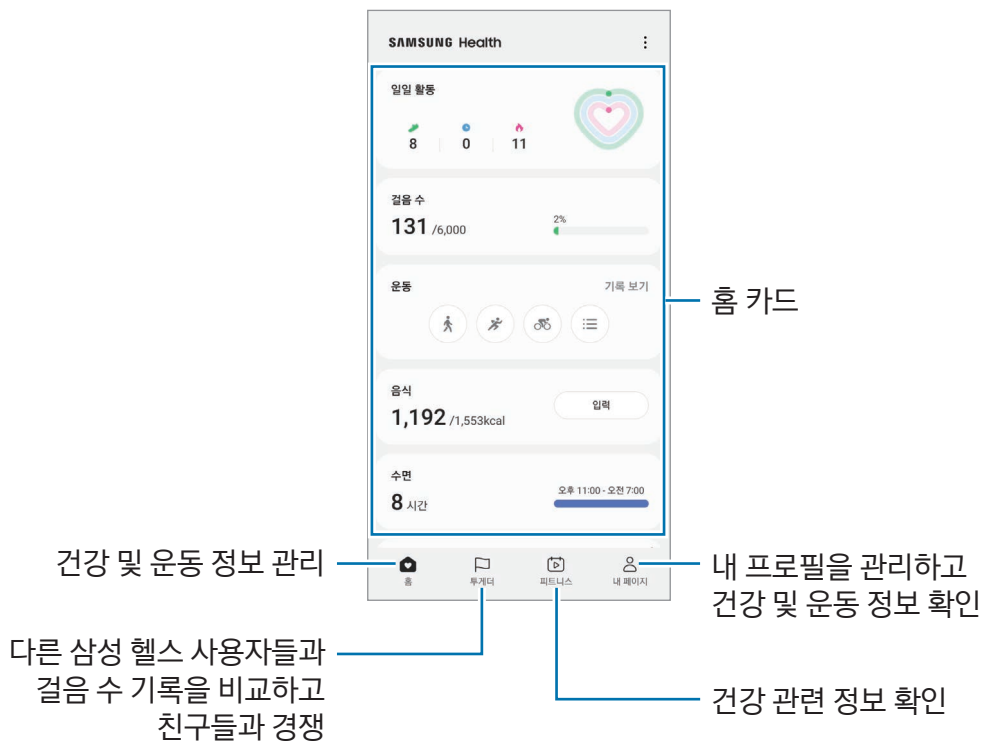 SAMSUNG Health
일일 활동
8 0 11
걸음 수
131 /6,000
2%
운동
기록 보기
홈 카드
음식
1,192 /1,553kcal
입력
수면
8 시간
오후 11:00 - 오전 7:00
건강 및 운동 정보 관리
홈
투게더
피트니스
내 페이지
내 프로필을 관리하고
건강 및 운동 정보 확인
다른 삼성 헬스 사용자들과
걸음 수 기록을 비교하고
친구들과 경쟁
건강 관련 정보 확인